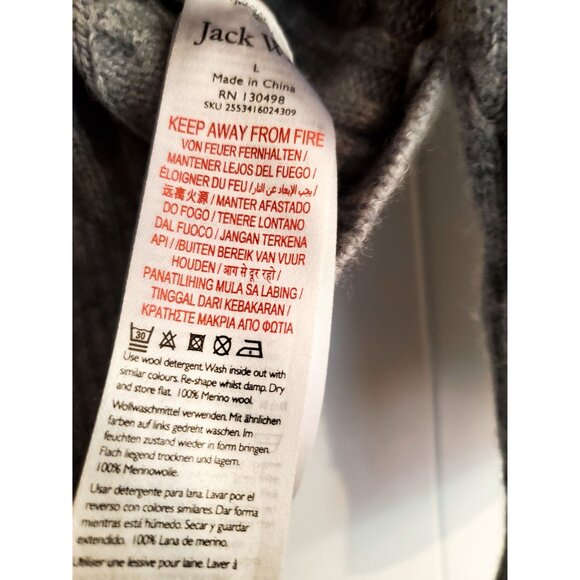 Jack W
L
Made in China
RN 130498
SKU 2553416024309
KEEP AWAY FROM FIRE
VON FEUER FERNHALTEN /
MANTENER LEJOS DEL FUEGO /
ÉLOIGNER DU FEU / يجب الإبعاد عن النار /
远离火源 / MANTER AFASTADO
DO FOGO / TENERE LONTANO
DAL FUOCO / JANGAN TERKENA
API / /BUITEN BEREIK VAN VUUR
HOUDEN / आग से दूर रहो /
PANATILIHING MULA SA LABING /
TINGGAL DARI KEBAKARAN /
ΚΡΑΤΗΣΤΕ ΜΑΚΡΙΑ ΑΠΟ ΦΩΤΙΑ
30
Use wool detergent. Wash inside out with
similar colours. Re-shape whilst damp. Dry
and store flat. 100% Merino wool.
Wollwaschmittel verwenden. Mit ähnlichen
farben auf links gedreht waschen. Im
feuchten zustand wieder in form bringen.
Flach liegend trocknen und lagern.
100% Merinowolle.
Usar detergente para lana. Lavar por el
reverso con colores similares. Dar forma
mientras está húmedo. Secar y guardar
extendido. 100% Lana de merino.
Utiliser une lessive pour laine. Laver à